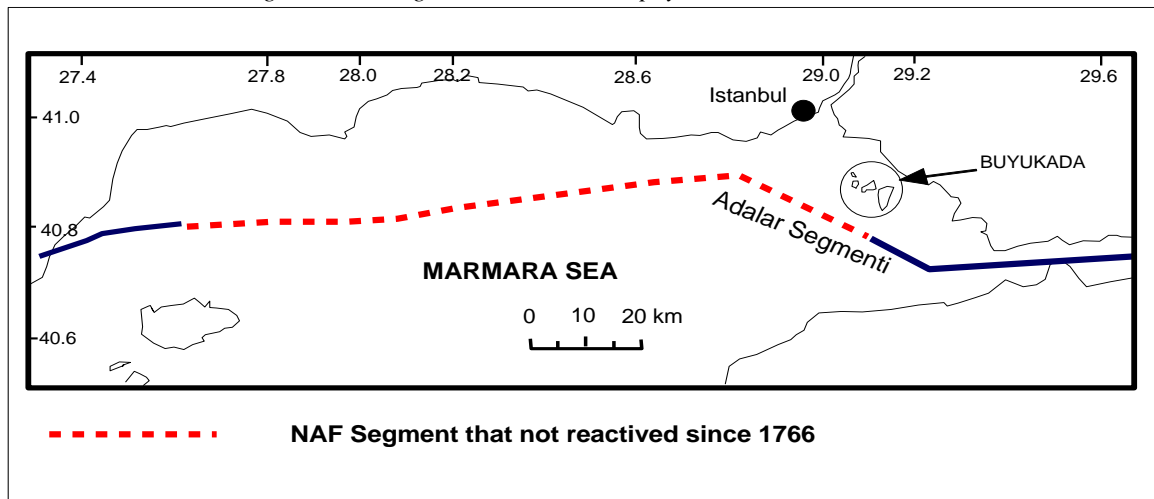 27.4 27.8 28.0 28.2 28.6 29.0 29.2 29.6
41.0
Istanbul
BUYUKADA
40.8
Adalar Segmenti
MARMARA SEA
0 10 20 km
40.6
NAF Segment that not reactived since 1766